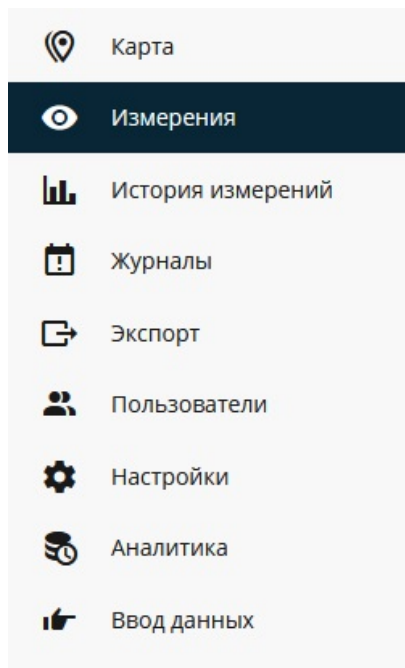 Карта
Измерения
История измерений
Журналы
Экспорт
Пользователи
Настройки
Аналитика
Ввод данных